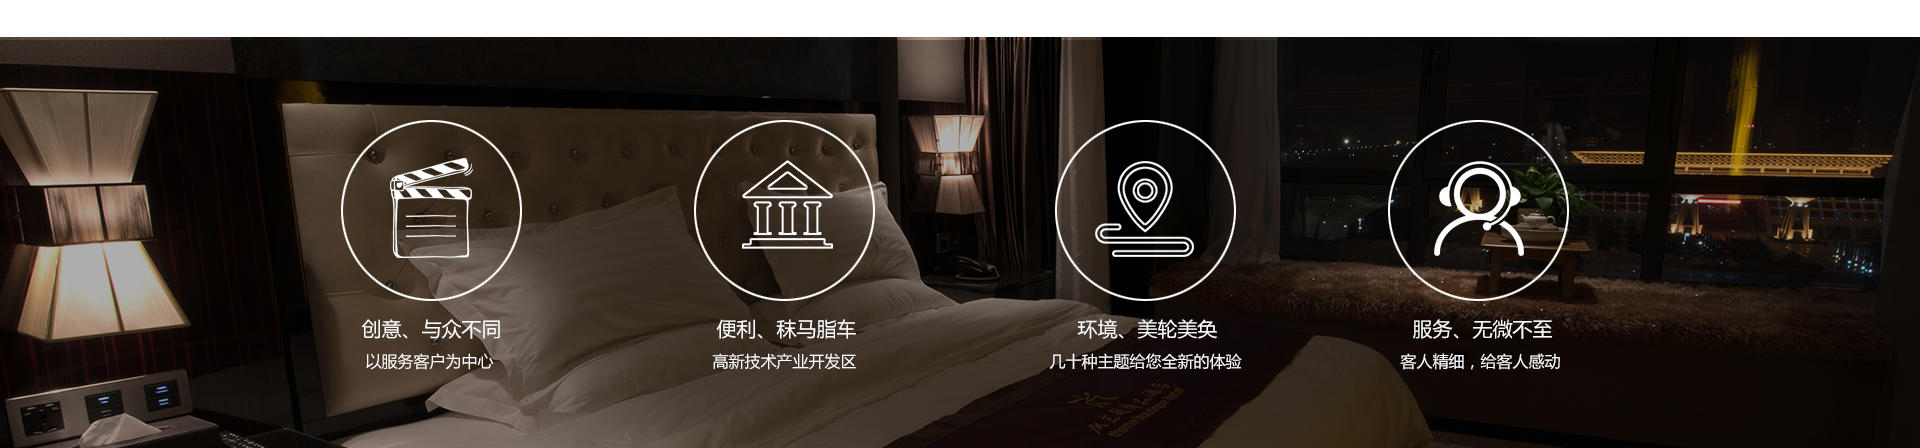 创意、与众不同
以服务客户为中心
便利、秣马脂车
高新技术产业开发区
环境、美轮美奂
几十种主题给您全新的体验
服务、无微不至
客人精细，给客人感动
theme boutique hotel